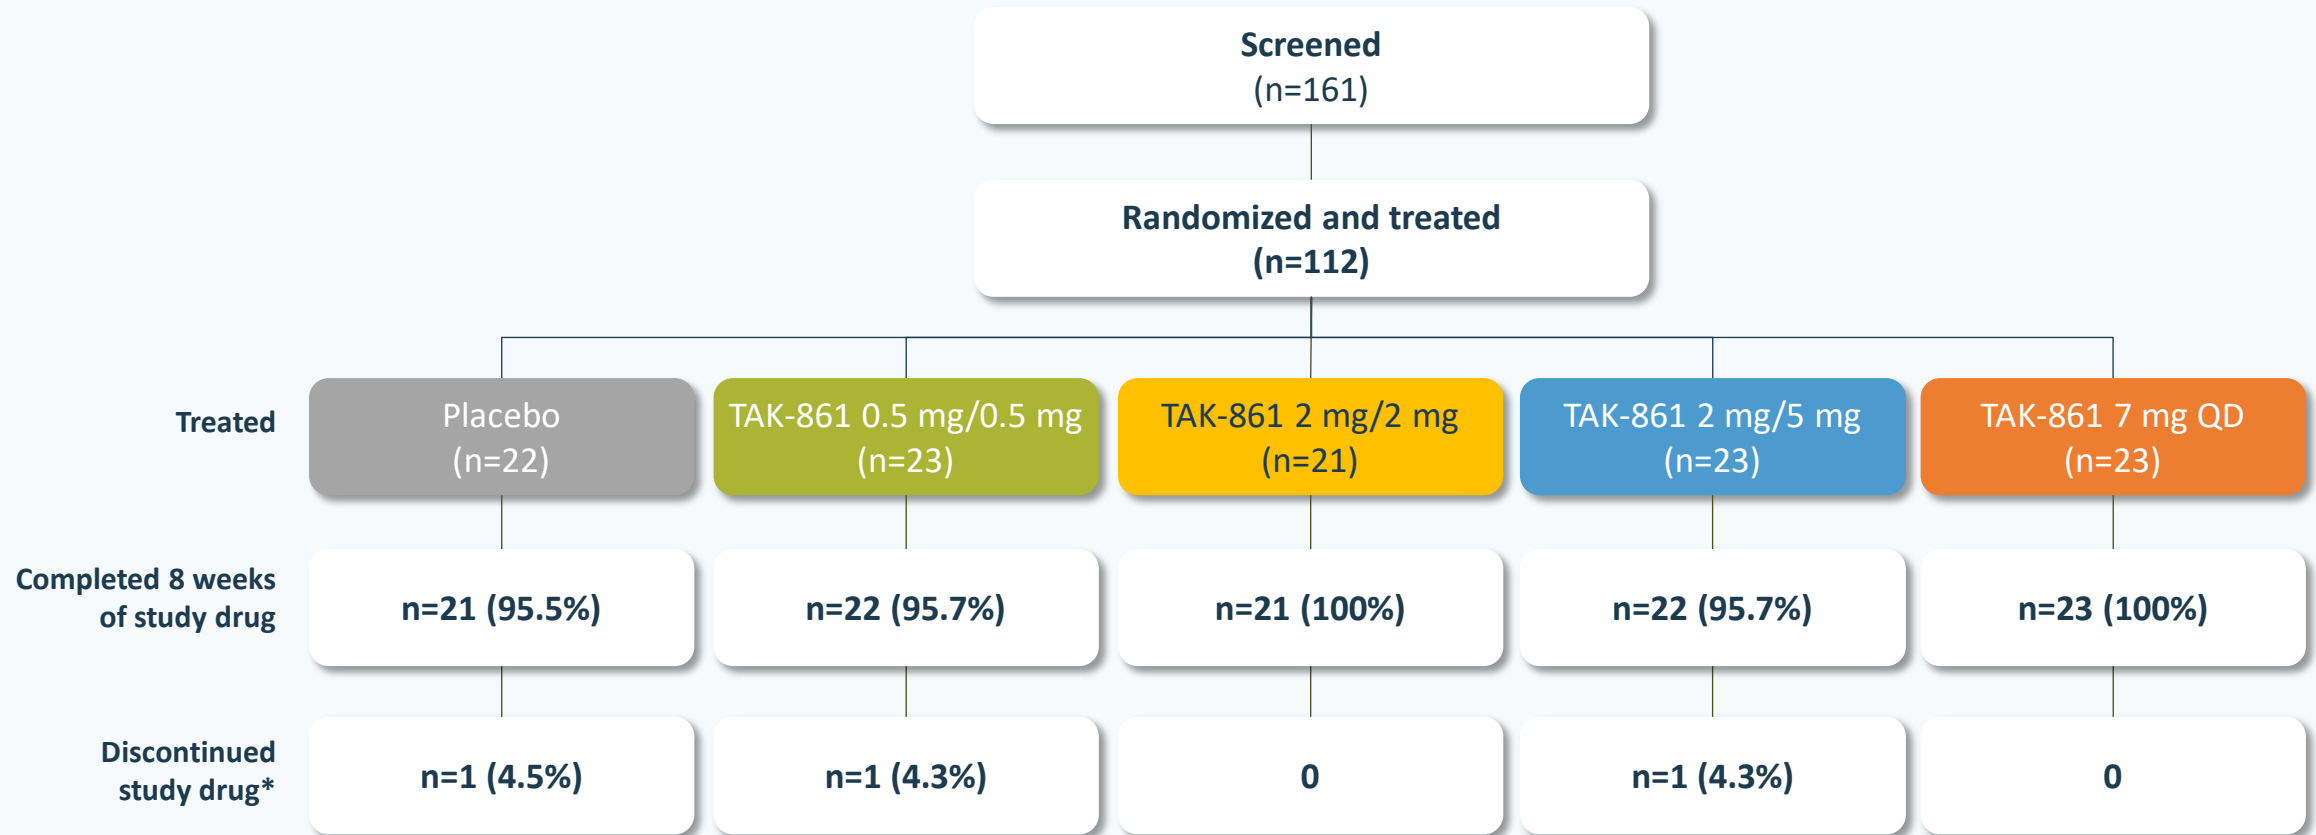 Screened
(n=161)
Randomized and treated
(n=112)
Treated
Placebo
(n=22)
TAK-861 0.5 mg/0.5 mg
(n=23)
TAK-861 2 mg/2 mg
(n=21)
TAK-861 2 mg/5 mg
(n=23)
TAK-861 7 mg QD
(n=23)
Completed 8 weeks
of study drug
n=21 (95.5%)
n=22 (95.7%)
n=21 (100%)
n=22 (95.7%)
n=23 (100%)
Discontinued
study drug*
n=1 (4.5%)
n=1 (4.3%)
0
n=1 (4.3%)
0